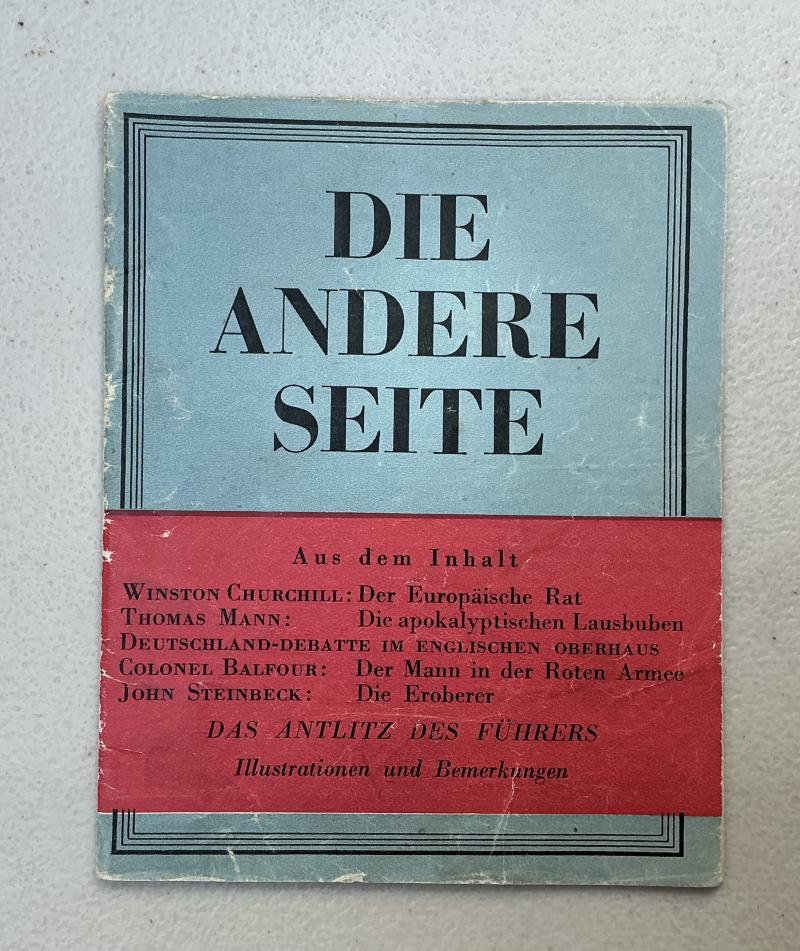 DIE
ANDERE
SEITE
Aus dem Inhalt
WINSTON CHURCHILL: Der Europäische Rat
THOMAS MANN: Die apokalyptischen Lausbuben
DEUTSCHLAND-DEBATTE IM ENGLISCHEN OBERHAUS
COLONEL BALFOUR: Der Mann in der Roten Armee
JOHN STEINBECK: Die Eroberer
DAS ANTLITZ DES FÜHRERS
Illustrationen und Bemerkungen